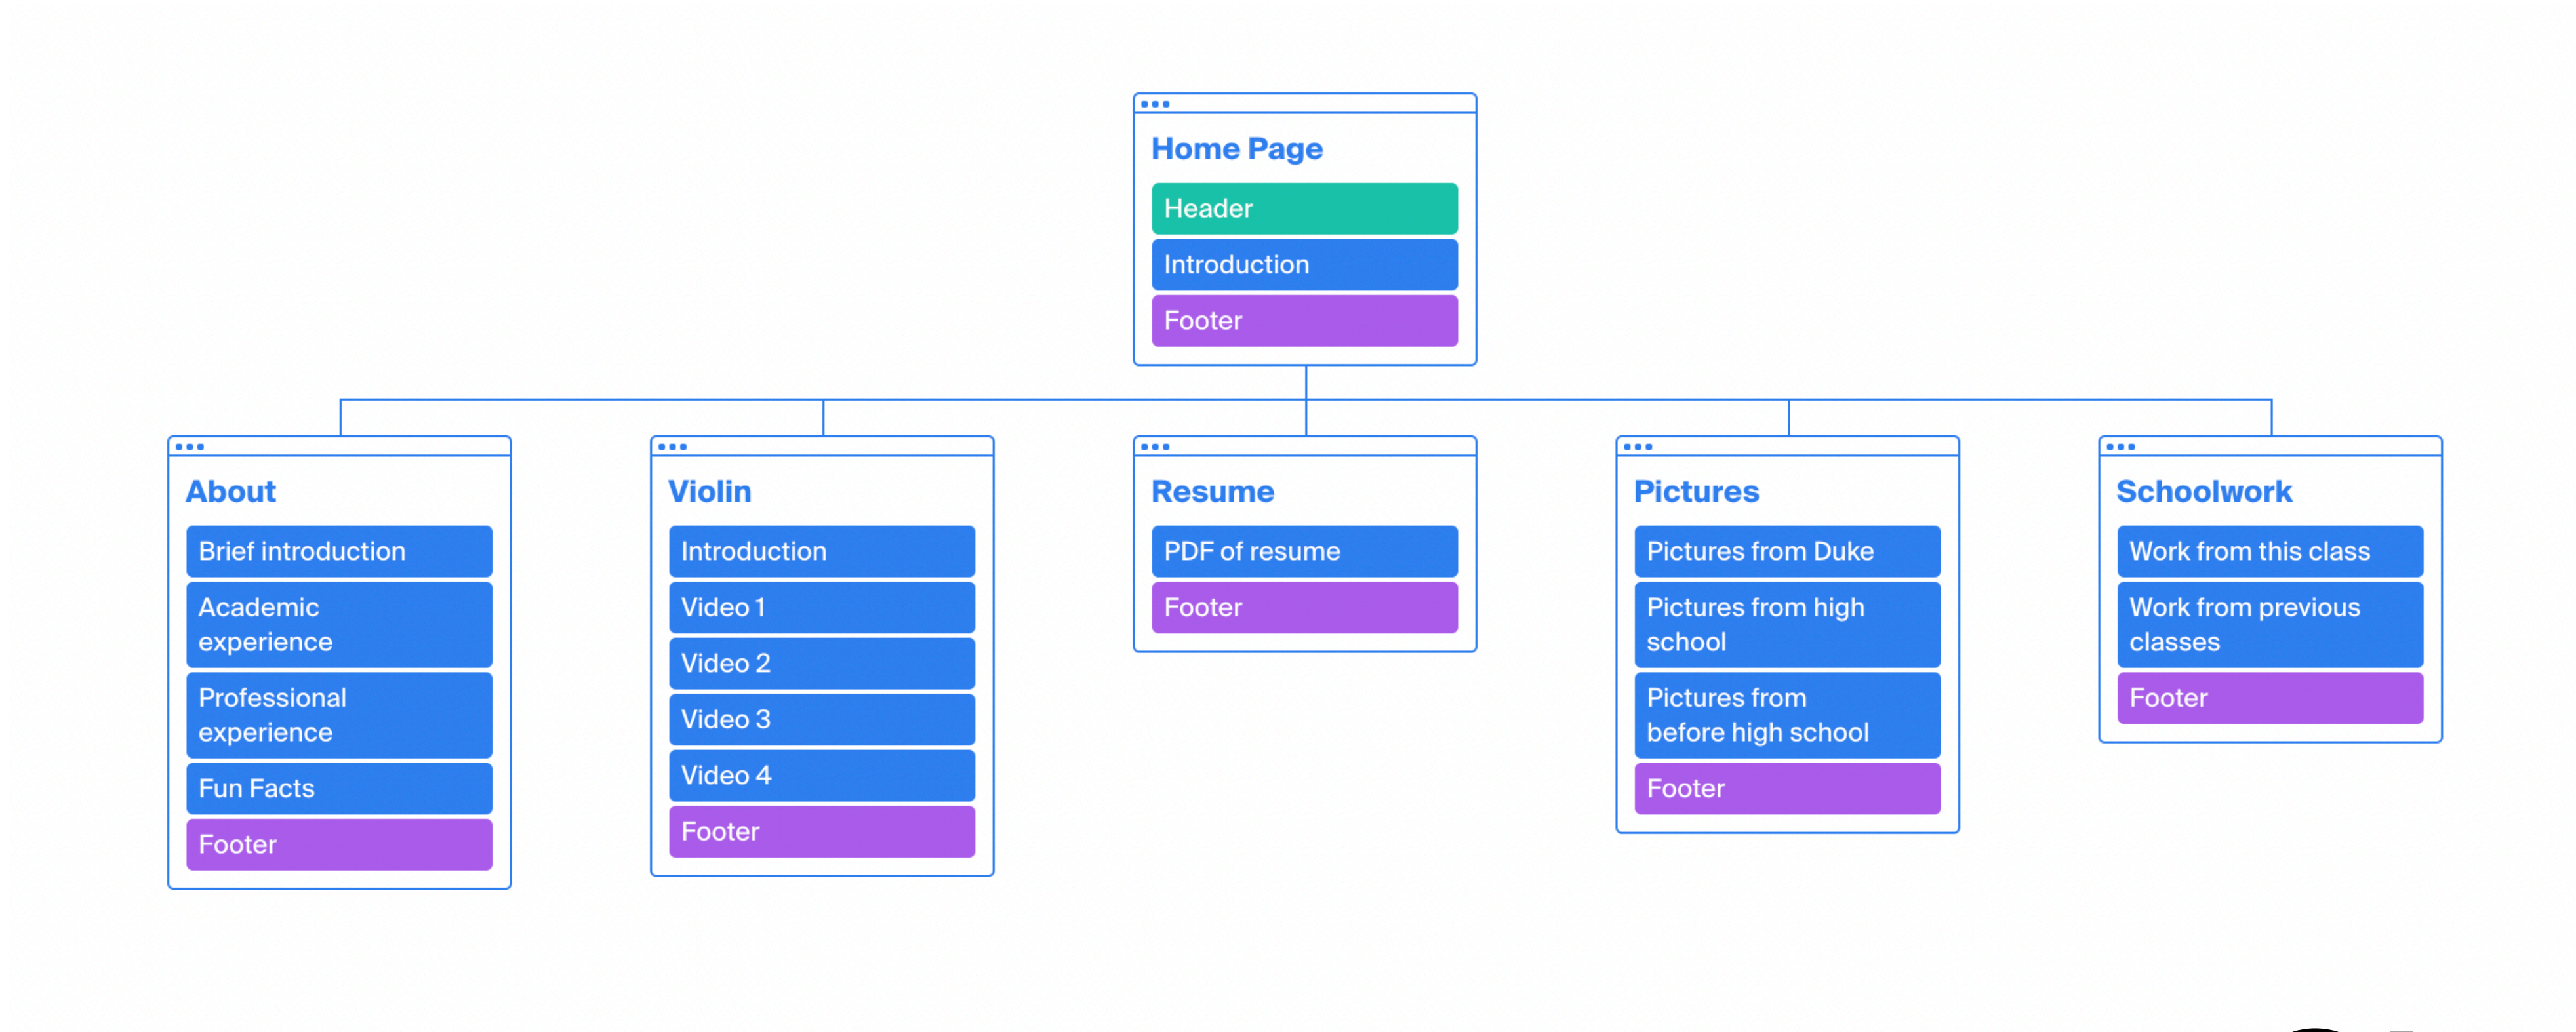 Home Page
Header
Introduction
Footer
About
Brief introduction
Academic
experience
Professional
experience
Fun Facts
Footer
Violin
Introduction
Video 1
Video 2
Video 3
Video 4
Footer
Resume
PDF of resume
Footer
Pictures
Pictures from Duke
Pictures from high
school
Pictures from
before high school
Footer
Schoolwork
Work from this class
Work from previous
classes
Footer